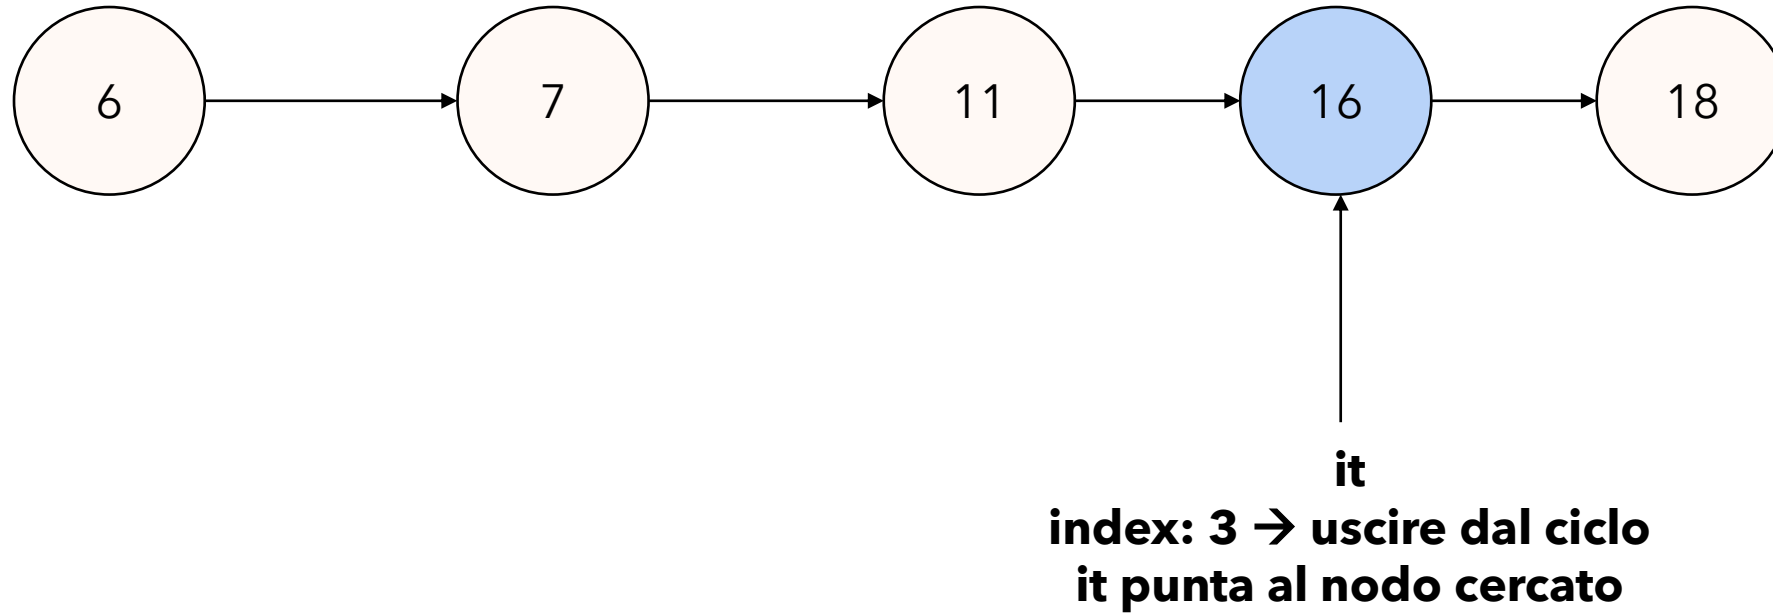 6 7 11 16 18
it
index: 3 → uscire dal ciclo
it punta al nodo cercato